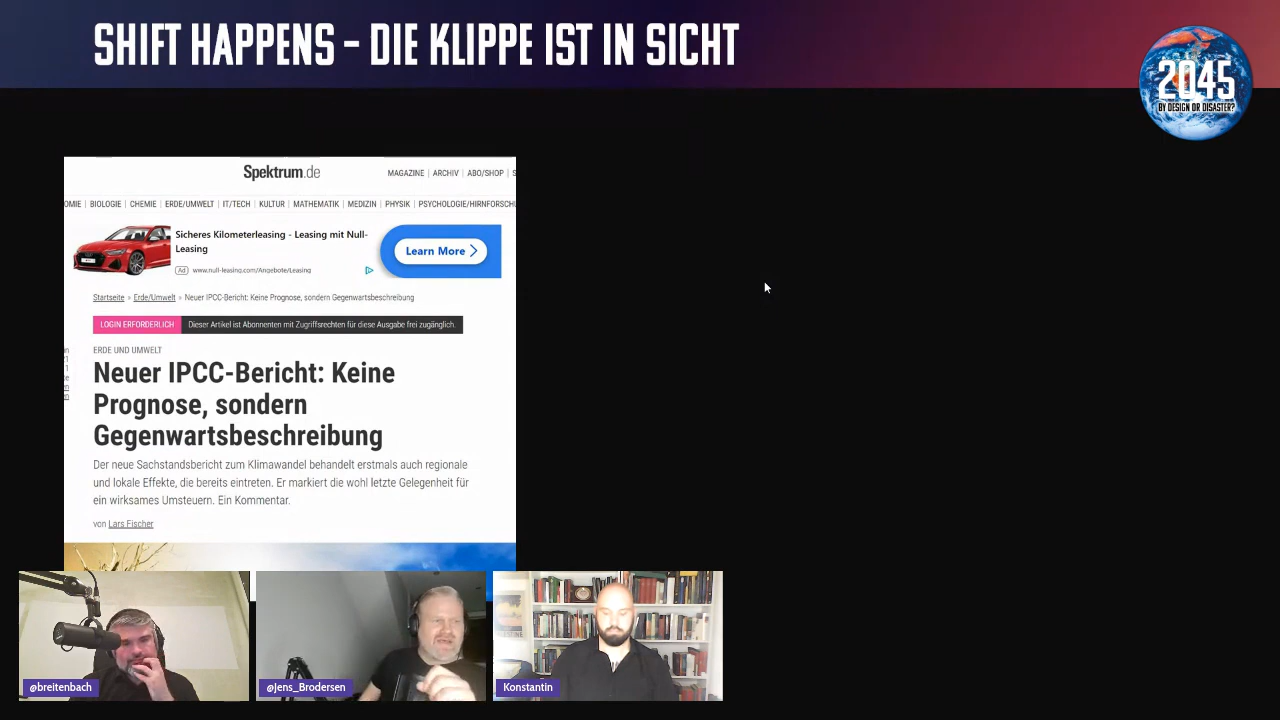 SHIFT HAPPENS – DIE KLIPPE IST IN SICHT
2045
BY DESIGN OR DISASTER?
Spektrum.de
MAGAZINE | ARCHIV | ABO/SHOP | S
OMIE | BIOLOGIE | CHEMIE | ERDE/UMWELT | IT/TECH | KULTUR | MATHEMATIK | MEDIZIN | PHYSIK | PSYCHOLOGIE/HIRNFORSCHU
Sicheres Kilometerleasing - Leasing mit Null-
Leasing
Ad www.null-leasing.com/Angebote/Leasing
Learn More
Startseite » Erde/Umwelt » Neuer IPCC-Bericht: Keine Prognose, sondern Gegenwartsbeschreibung
LOGIN ERFORDERLICH Dieser Artikel ist Abonnenten mit Zugriffsrechten für diese Ausgabe frei zugänglich.
ERDE UND UMWELT
Neuer IPCC-Bericht: Keine
Prognose, sondern
Gegenwartsbeschreibung
Der neue Sachstandsbericht zum Klimawandel behandelt erstmals auch regionale
und lokale Effekte, die bereits eintreten. Er markiert die wohl letzte Gelegenheit für
ein wirksames Umsteuern. Ein Kommentar.
von Lars Fischer
@breitenbach
@Jens_Brodersen
Konstantin